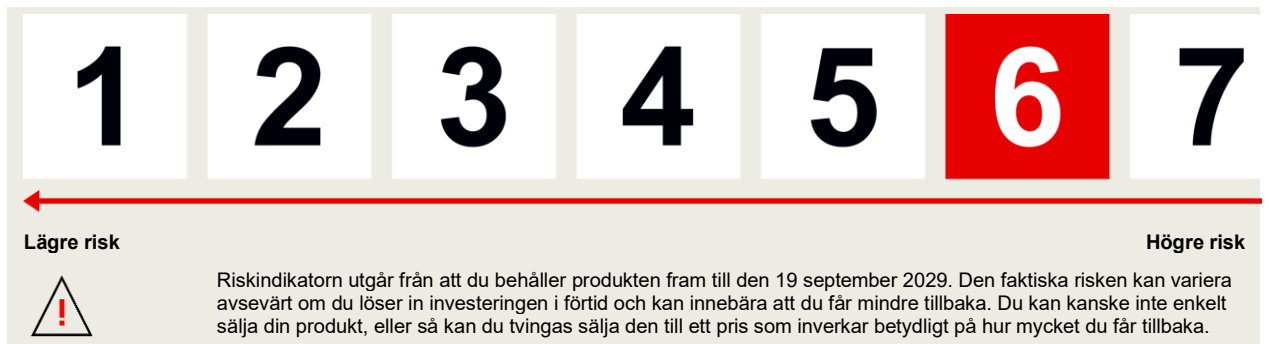 1 2 3 4 5 6 7
Lägre risk Högre risk
!
Riskindikatorn utgår från att du behåller produkten fram till den 19 september 2029. Den faktiska risken kan variera
avsevärt om du löser in investeringen i förtid och kan innebära att du får mindre tillbaka. Du kan kanske inte enkelt
sälja din produkt, eller så kan du tvingas sälja den till ett pris som inverkar betydligt på hur mycket du får tillbaka.